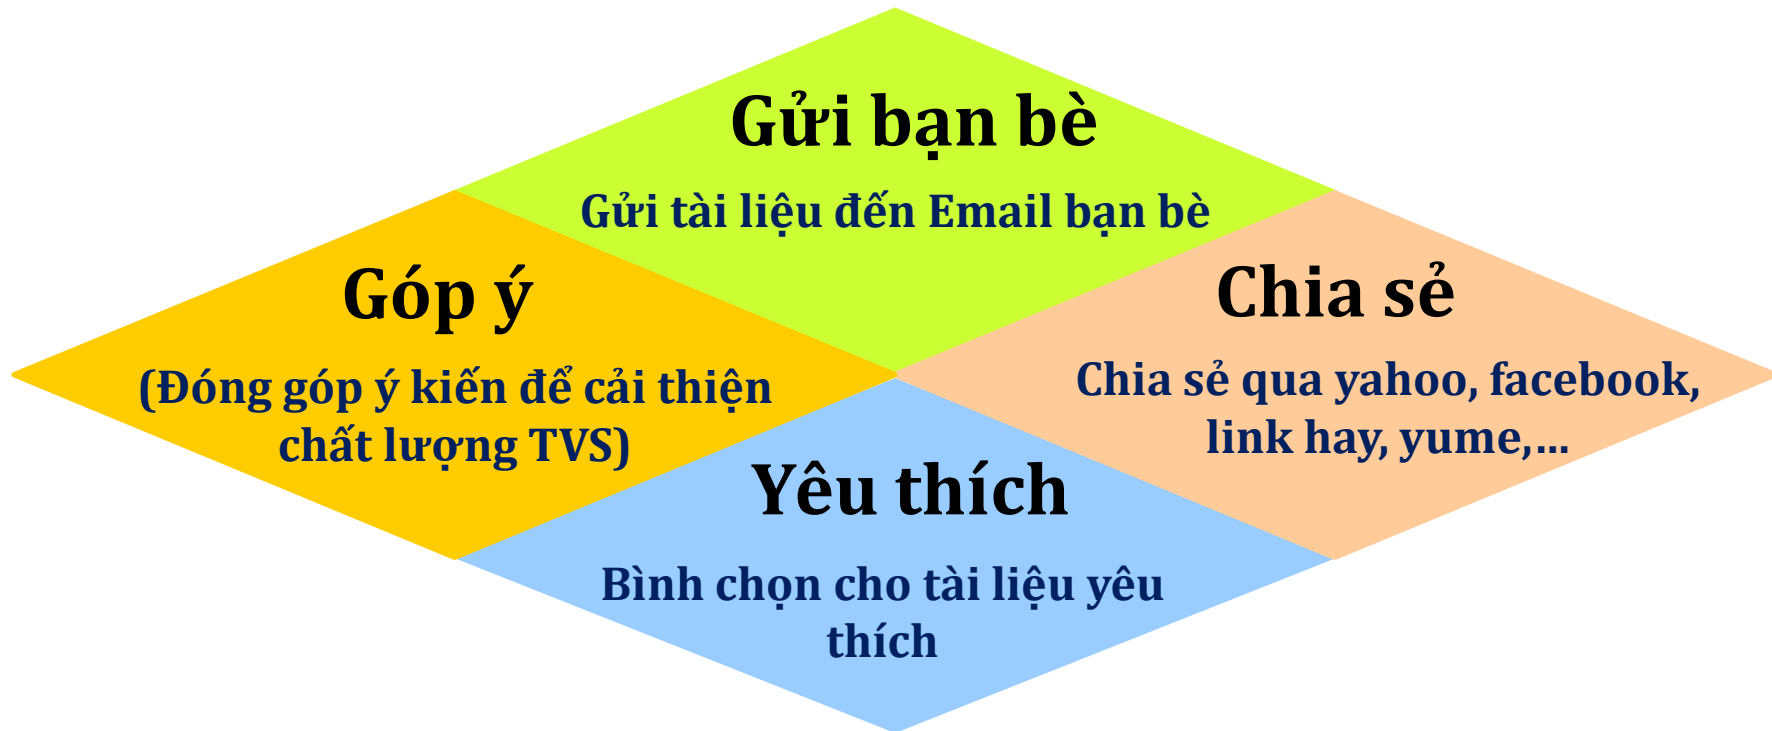 Gửi bạn bè
Gửi tài liệu đến Email bạn bè
Góp ý
(Đóng góp ý kiến để cải thiện
chất lượng TVS)
Chia sẻ
Chia sẻ qua yahoo, facebook,
link hay, yume,...
Yêu thích
Bình chọn cho tài liệu yêu
thích